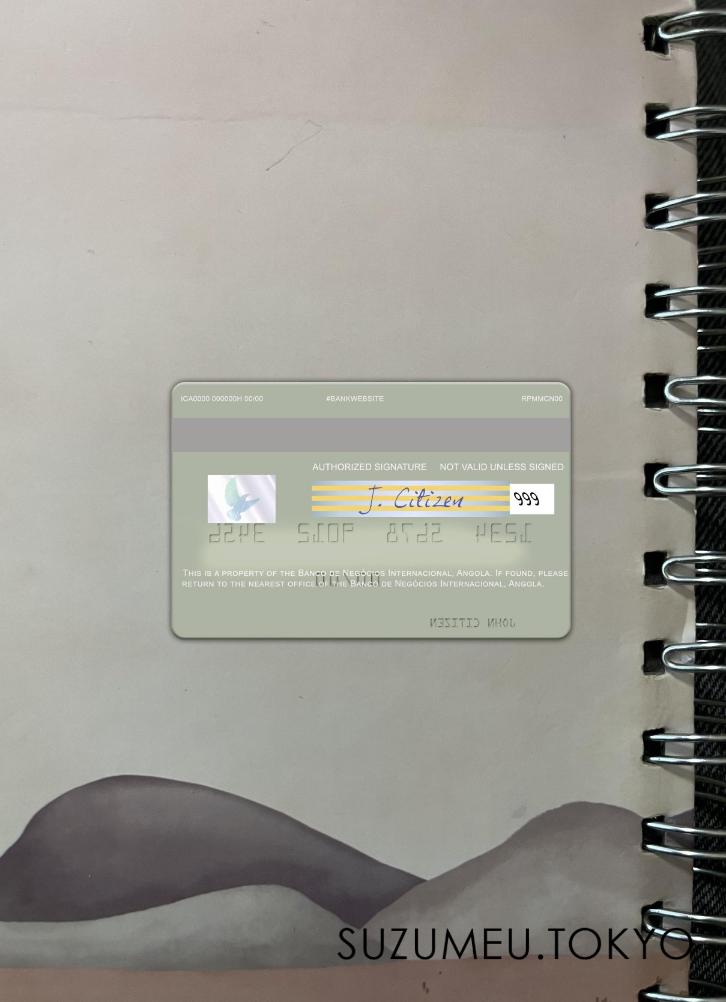 ICA0000 000000H 00/00 #BANKWEBSITE RPMMCN00
AUTHORIZED SIGNATURE NOT VALID UNLESS SIGNED
J. Citizen 999
THIS IS A PROPERTY OF THE BANCO DE NEGÓCIOS INTERNACIONAL, ANGOLA. IF FOUND, PLEASE
RETURN TO THE NEAREST OFFICE OF THE BANCO DE NEGÓCIOS INTERNACIONAL, ANGOLA.
JOHN CITIZEN
SUZUMEU.TOKYO